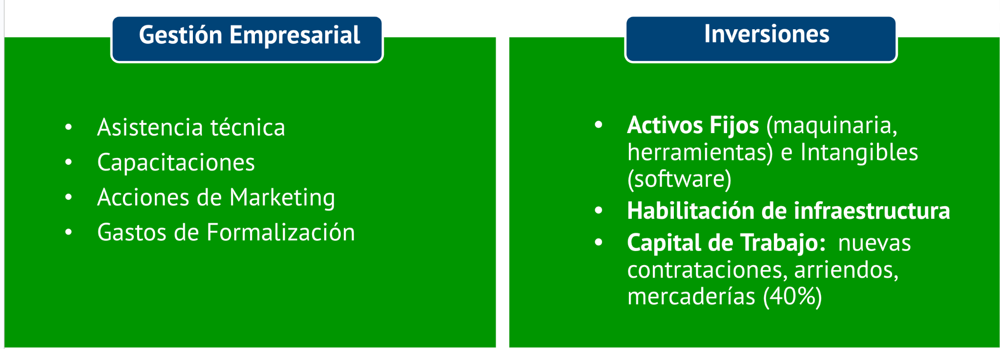 Gestión Empresarial
• Asistencia técnica
• Capacitaciones
• Acciones de Marketing
• Gastos de Formalización
Inversiones
• Activos Fijos (maquinaria,
herramientas) e Intangibles
(software)
• Habilitación de infraestructura
• Capital de Trabajo: nuevas
contrataciones, arriendos,
mercaderías (40%)